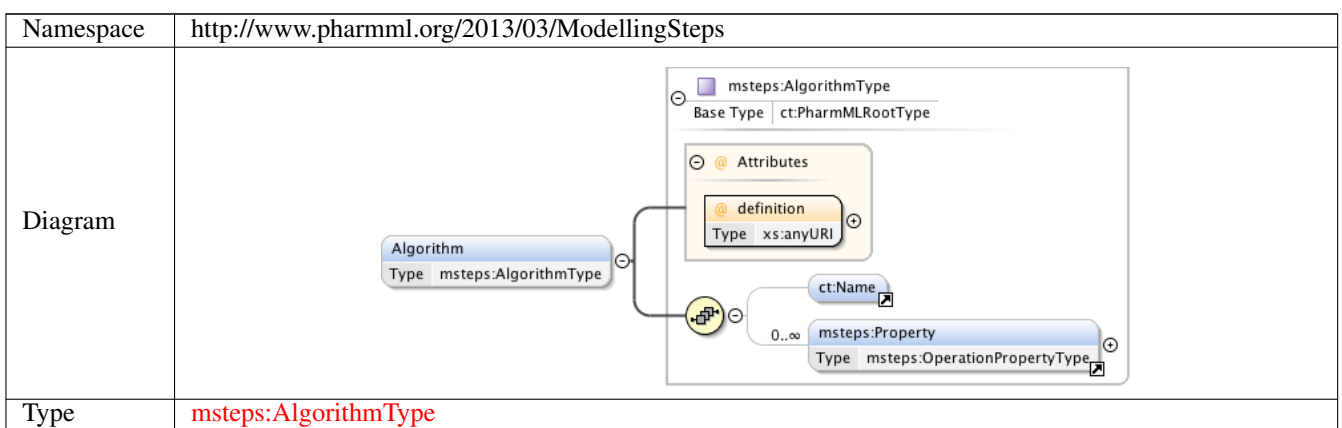 Namespace http://www.pharmml.org/2013/03/ModellingSteps
Diagram
msteps:AlgorithmType
Base Type ct:PharmMLRootType
@ Attributes
@ definition
Type xs:anyURI
Algorithm
Type msteps:AlgorithmType
ct:Name
0..∞ msteps:Property
Type msteps:OperationPropertyType
Type msteps:AlgorithmType